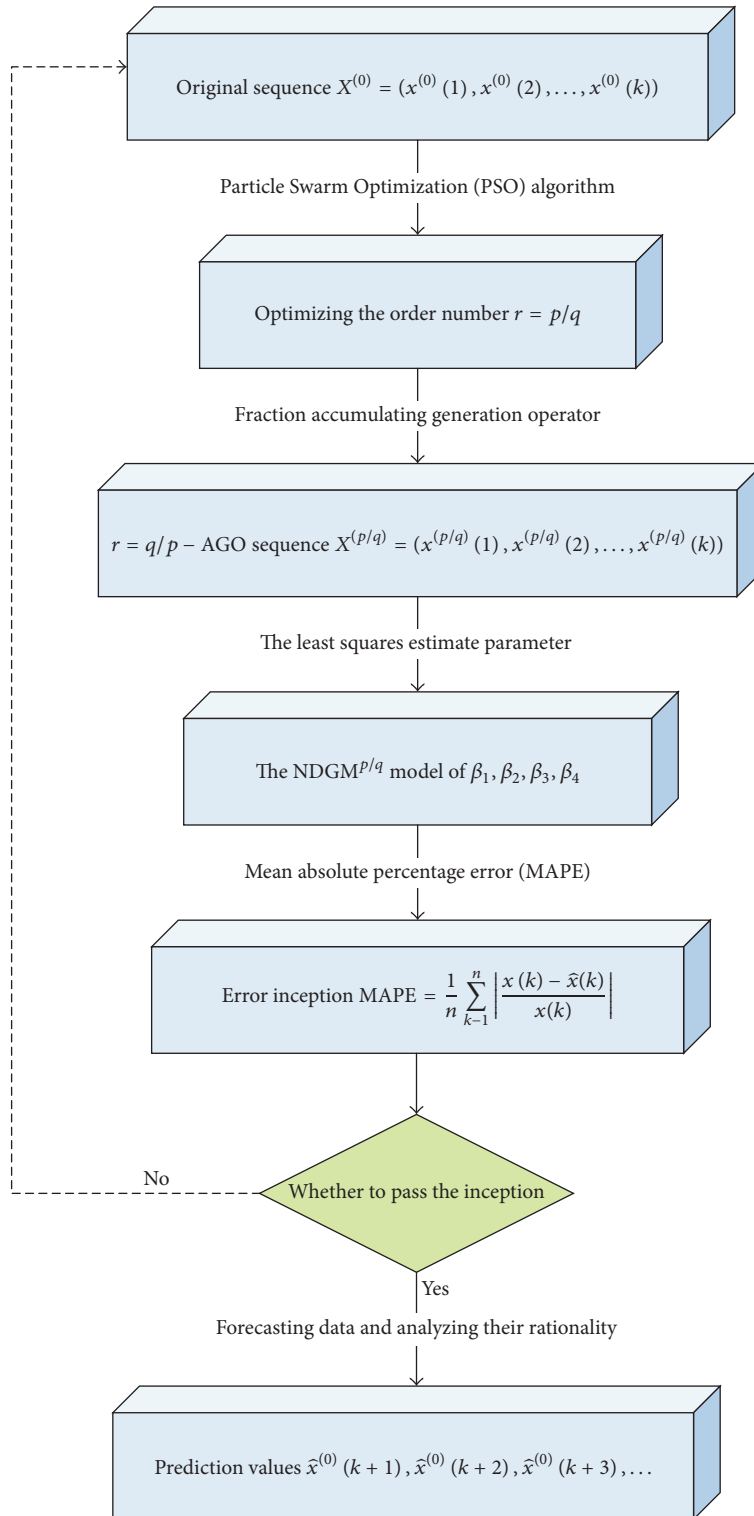 Original sequence X^(0) = (x^(0) (1), x^(0) (2), ..., x^(0) (k))
Particle Swarm Optimization (PSO) algorithm
Optimizing the order number r = p/q
Fraction accumulating generation operator
r = q/p − AGO sequence X^(p/q) = (x^(p/q) (1), x^(p/q) (2), ..., x^(p/q) (k))
The least squares estimate parameter
The NDGM^p/q model of β₁, β₂, β₃, β₄
Mean absolute percentage error (MAPE)
Error inception MAPE = 1/n ∑_{k−1}^{n} |(x (k) − x̂(k))/x(k)|
Whether to pass the inception
No
Yes
Forecasting data and analyzing their rationality
Prediction values x̂^(0) (k + 1), x̂^(0) (k + 2), x̂^(0) (k + 3), ...